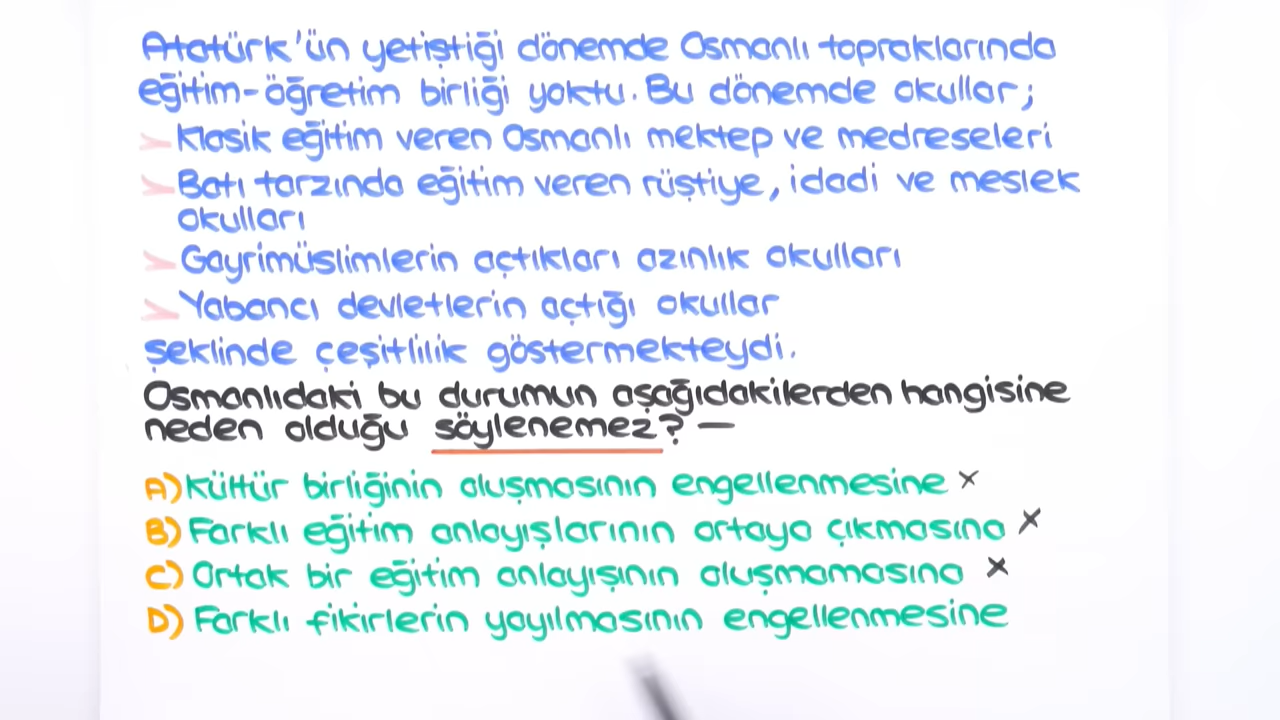 Atatürk'ün yetiştiği dönemde Osmanlı topraklarında
eğitim-öğretim birliği yoktu. Bu dönemde okullar;
> Klasik eğitim veren Osmanlı mektep ve medreseleri
> Batı tarzında eğitim veren rüştiye, idadi ve meslek
okulları
> Gayrimüslimlerin açtıkları azınlık okulları
> Yabancı devletlerin açtığı okullar
şeklinde çeşitlilik göstermekteydi.
Osmanlıdaki bu durumun aşağıdakilerden hangisine
neden olduğu söylenemez? —
A) Kültür birliğinin oluşmasının engellenmesine x
B) Farklı eğitim anlayışlarının ortaya çıkmasına x
C) Ortak bir eğitim anlayışının oluşmamasına x
D) Farklı fikirlerin yayılmasının engellenmesine